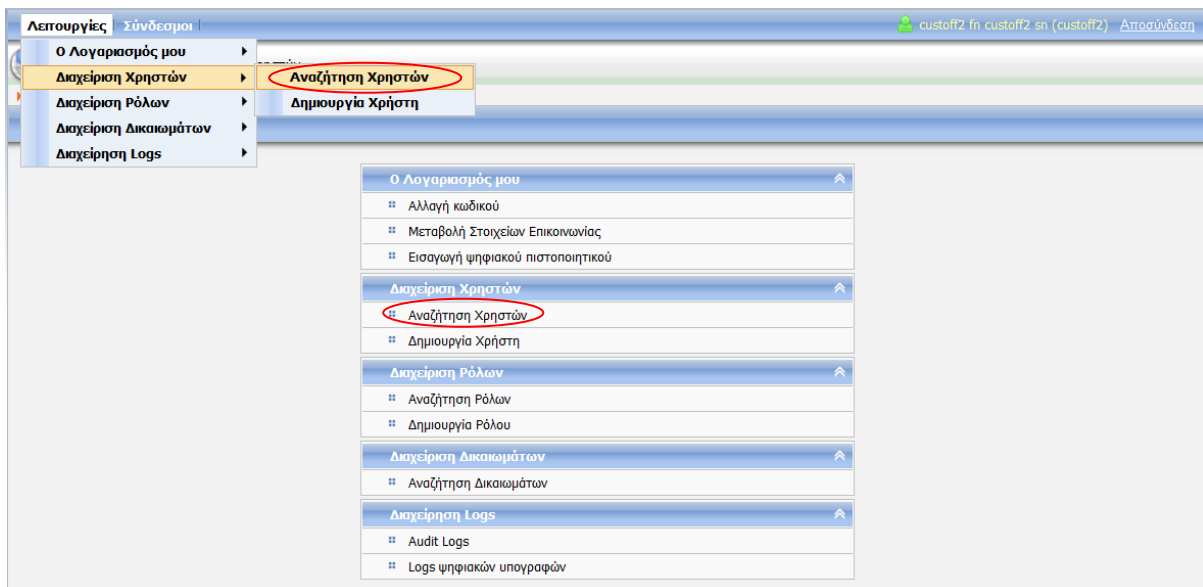 Λειτουργίες Σύνδεσμοι custoff2 fn custoff2 sn (custoff2) Αποσύνδεση
Ο Λογαριασμός μου
Διαχείριση Χρηστών Αναζήτηση Χρηστών
Διαχείριση Ρόλων Δημιουργία Χρήστη
Διαχείριση Δικαιωμάτων
Διαχείρηση Logs
Ο Λογαριασμός μου
Αλλαγή κωδικού
Μεταβολή Στοιχείων Επικοινωνίας
Εισαγωγή ψηφιακού πιστοποιητικού
Διαχείριση Χρηστών
Αναζήτηση Χρηστών
Δημιουργία Χρήστη
Διαχείριση Ρόλων
Αναζήτηση Ρόλων
Δημιουργία Ρόλου
Διαχείριση Δικαιωμάτων
Αναζήτηση Δικαιωμάτων
Διαχείρηση Logs
Audit Logs
Logs ψηφιακών υπογραφών